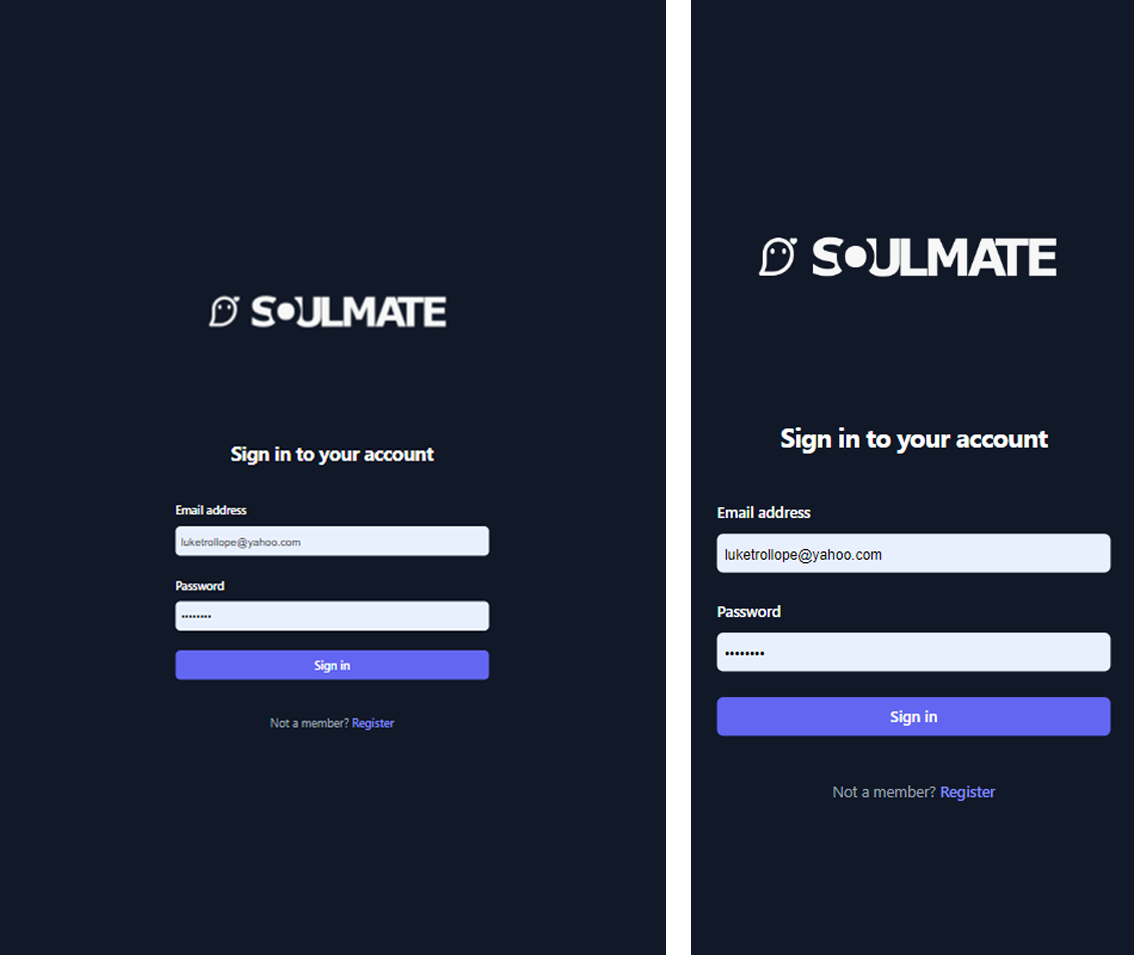 SOULMATE
Sign in to your account
Email address
luketrollope@yahoo.com
Password
••••••••
Sign in
Not a member? Register
SOULMATE
Sign in to your account
Email address
luketrollope@yahoo.com
Password
••••••••
Sign in
Not a member? Register